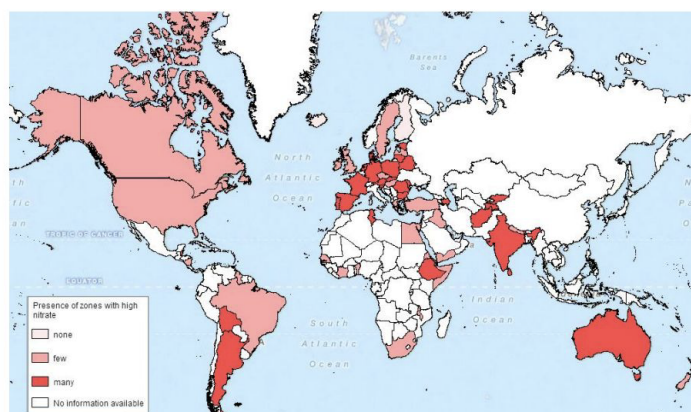 Barents
Sea
North
Atlantic
Ocean
TROPIC OF CANCER
EQUATOR
Indian
Ocean
South
Atlantic
Ocean
Presence of zones with high
nitrate
none
few
many
No information available